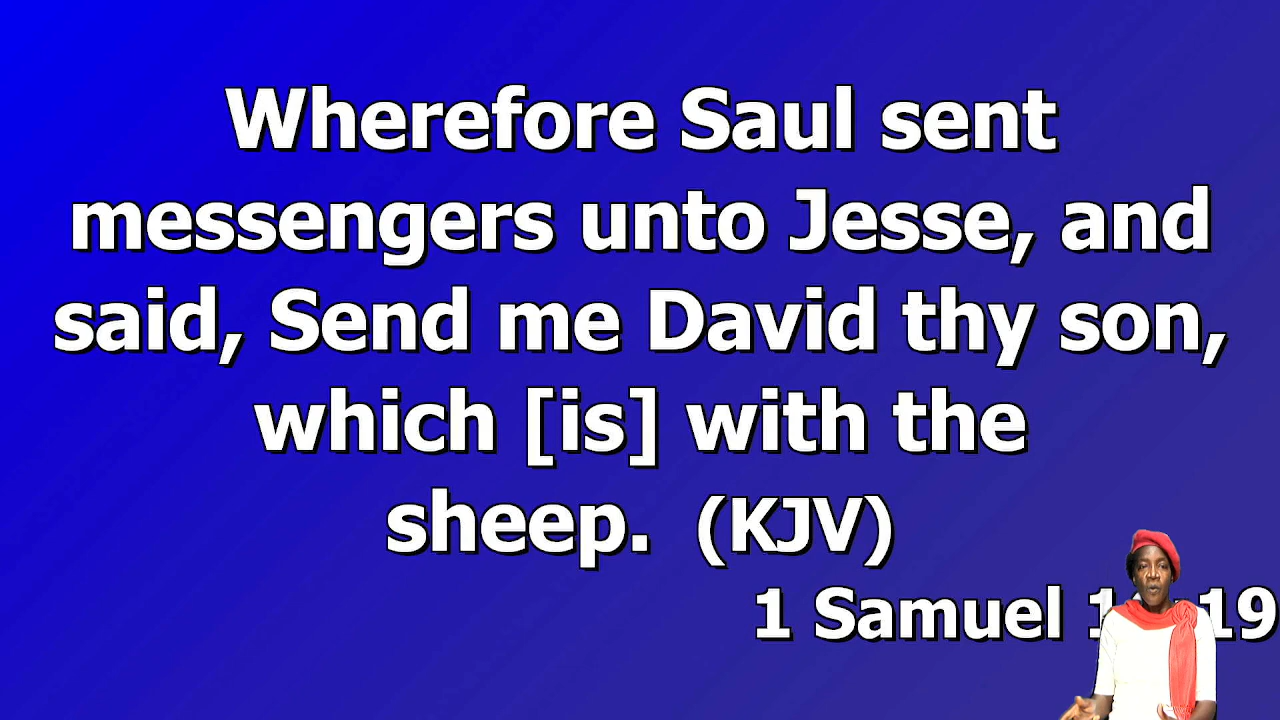 Wherefore Saul sent
messengers unto Jesse, and
said, Send me David thy son,
which [is] with the
sheep. (KJV)
1 Samuel 19